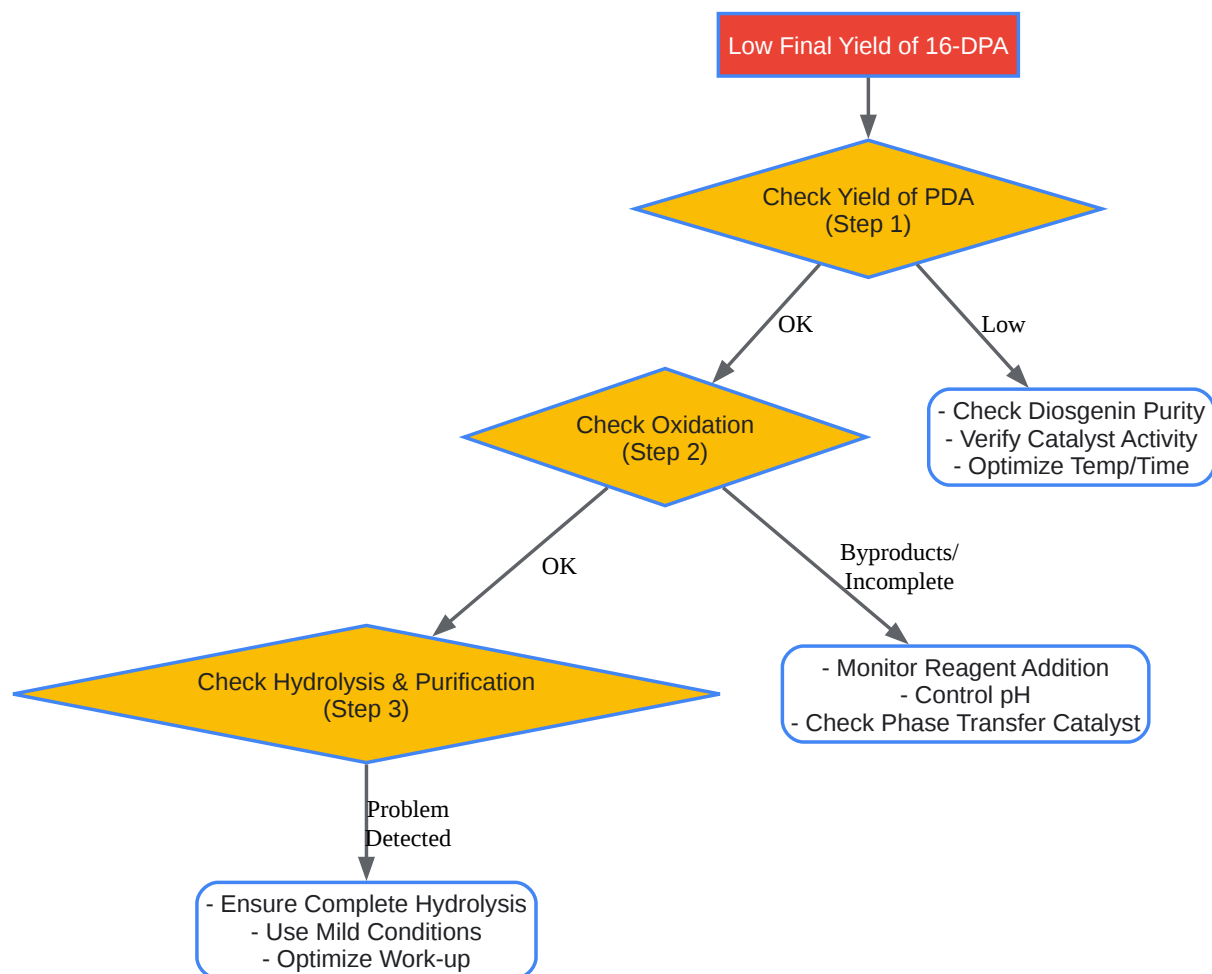 Low Final Yield of 16-DPA
Check Yield of PDA
(Step 1)
OK
Low
Check Oxidation
(Step 2)
- Check Diosgenin Purity
- Verify Catalyst Activity
- Optimize Temp/Time
OK
Byproducts/
Incomplete
Check Hydrolysis & Purification
(Step 3)
- Monitor Reagent Addition
- Control pH
- Check Phase Transfer Catalyst
Problem
Detected
- Ensure Complete Hydrolysis
- Use Mild Conditions
- Optimize Work-up